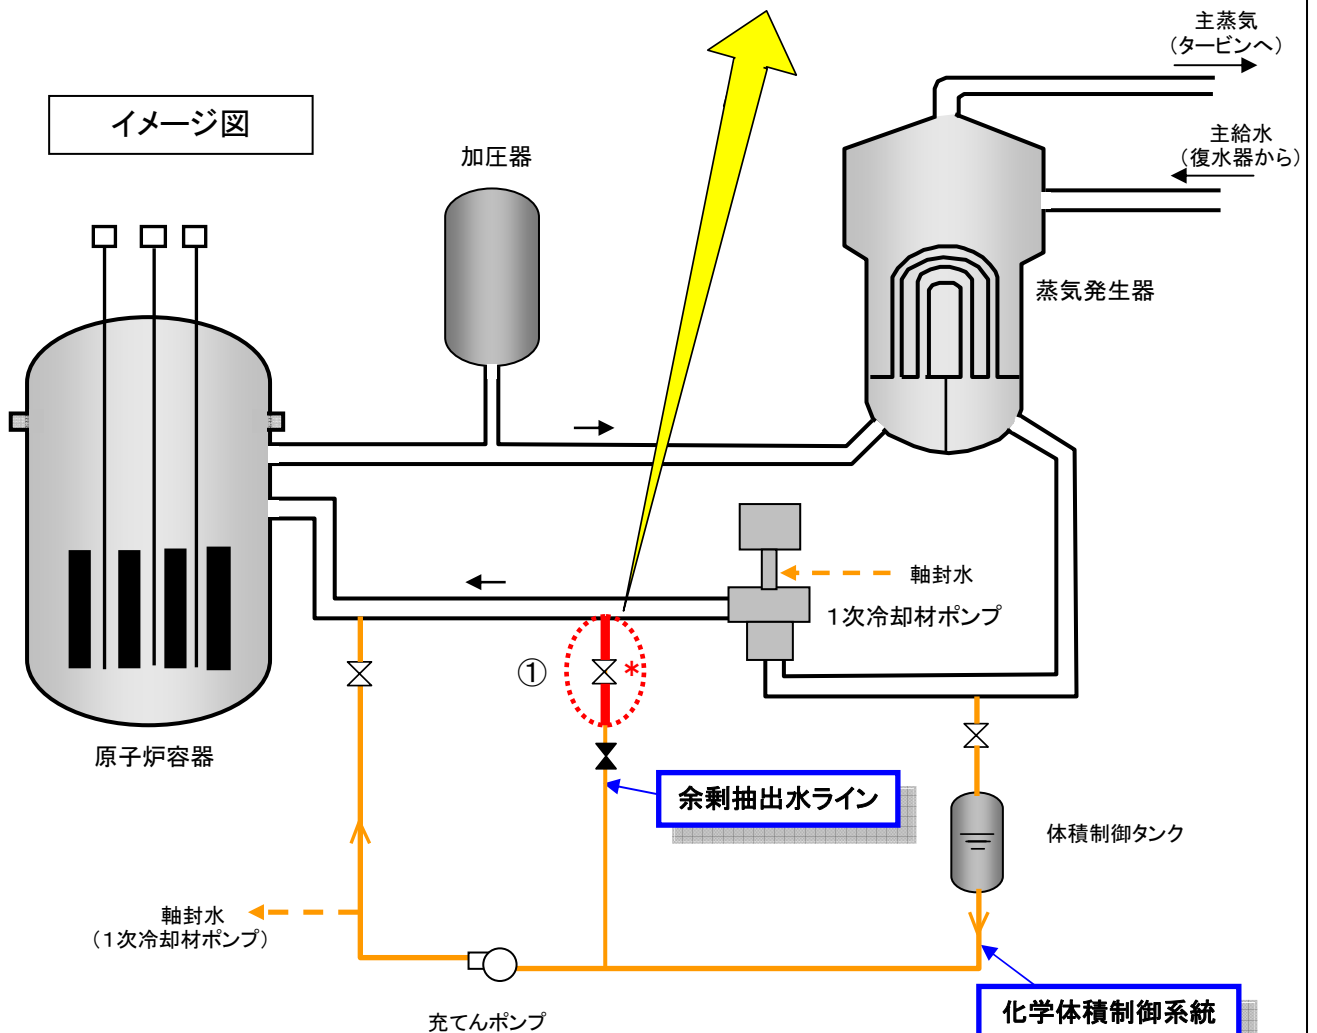 主蒸気
(タービンへ)
イメージ図
主給水
(復水器から)
加圧器
蒸気発生器
軸封水
1次冷却材ポンプ
① *
原子炉容器
余剰抽出水ライン
体積制御タンク
軸封水
(1次冷却材ポンプ)
化学体積制御系統
充てんポンプ